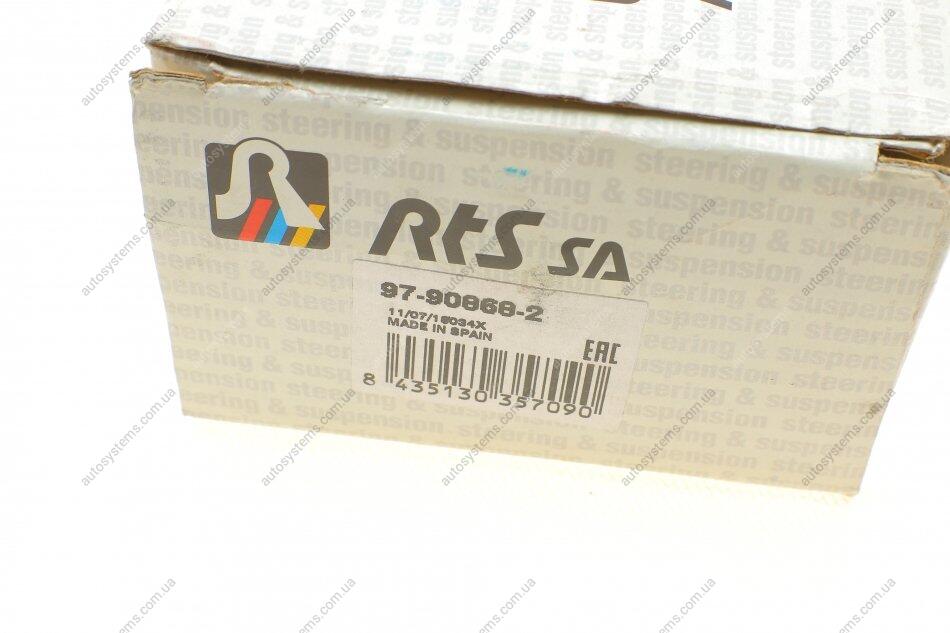 steering & suspension
RtS SA
97-90868-2
11/07/18034X
MADE IN SPAIN
EAC
8 435130 357090
autosystems.com.ua